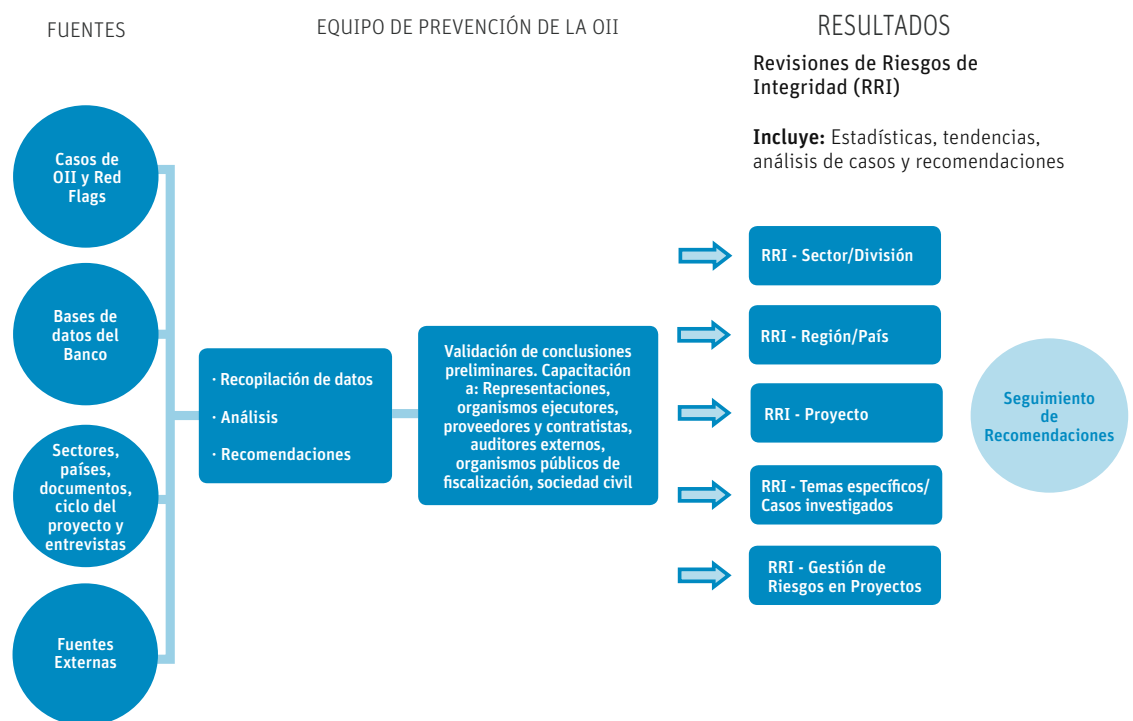 FUENTES
EQUIPO DE PREVENCIÓN DE LA OII
RESULTADOS
Revisiones de Riesgos de
Integridad (RRI)
Incluye: Estadísticas, tendencias,
análisis de casos y recomendaciones
Casos de
OII y Red
Flags
Bases de
datos del
Banco
Sectores,
países,
documentos,
ciclo del
proyecto y
entrevistas
Fuentes
Externas
· Recopilación de datos
· Análisis
· Recomendaciones
Validación de conclusiones
preliminares. Capacitación
a: Representaciones,
organismos ejecutores,
proveedores y contratistas,
auditores externos,
organismos públicos de
fiscalización, sociedad civil
RRI - Sector/División
RRI - Región/País
RRI - Proyecto
RRI - Temas específicos/
Casos investigados
RRI - Gestión de
Riesgos en Proyectos
Seguimiento
de
Recomendaciones